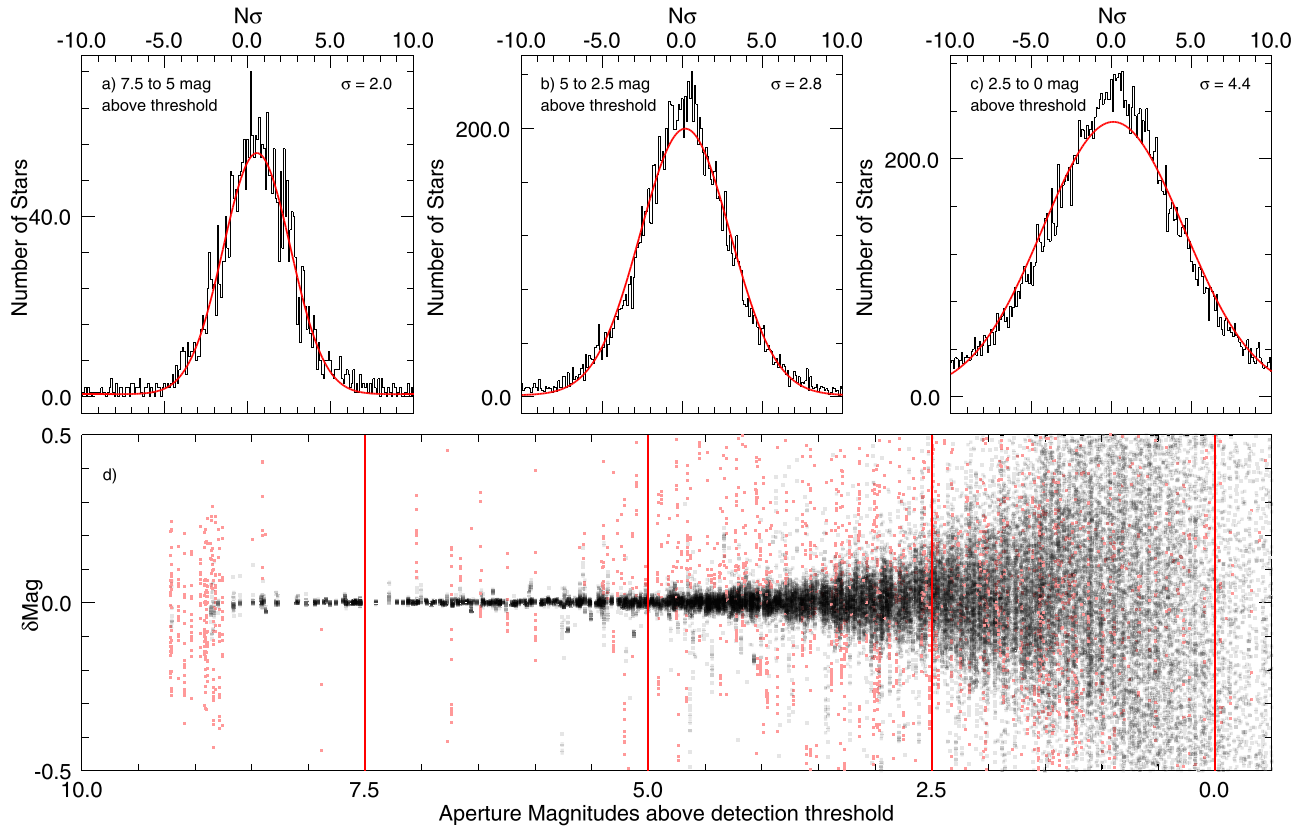 Nσ
-10.0 -5.0 0.0 5.0 10.0
a) 7.5 to 5 mag
above threshold
σ = 2.0
Number of Stars
40.0
0.0
Nσ
-10.0 -5.0 0.0 5.0 10.0
b) 5 to 2.5 mag
above threshold
σ = 2.8
Number of Stars
200.0
0.0
Nσ
-10.0 -5.0 0.0 5.0 10.0
c) 2.5 to 0 mag
above threshold
σ = 4.4
Number of Stars
200.0
0.0
d)
δMag
0.5
0.0
-0.5
10.0 7.5 5.0 2.5 0.0
Aperture Magnitudes above detection threshold